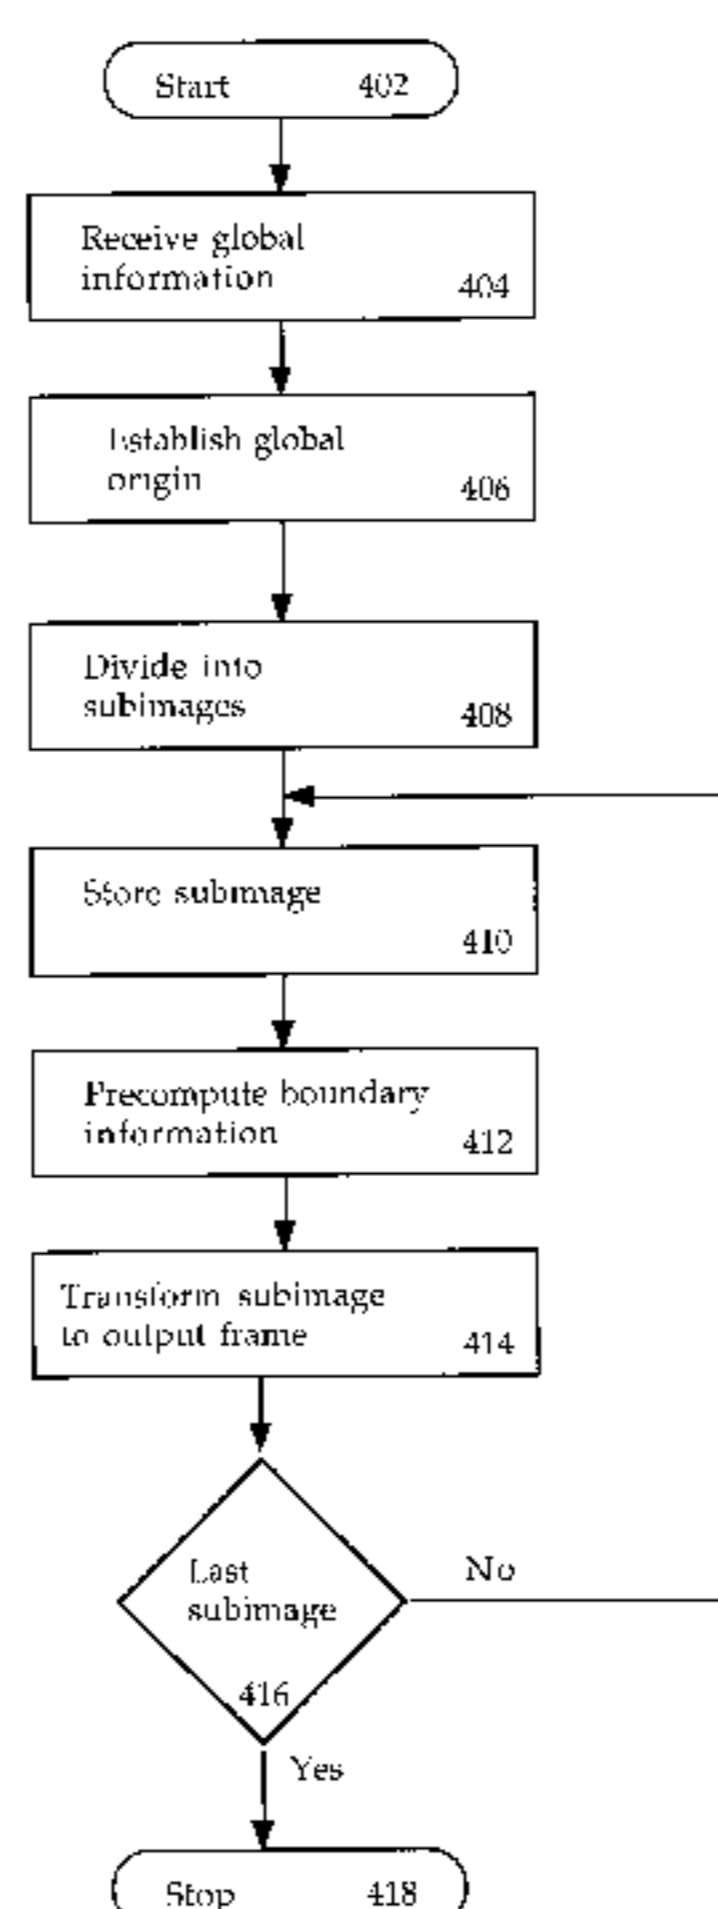 Start 402
Receive global
information
404
Establish global
origin
406
Divide into
subimages
408
Store subimage
410
Precompute boundary
information
412
Transform subimage
to output frame
414
Last
subimage
416
No
Yes
Stop 418